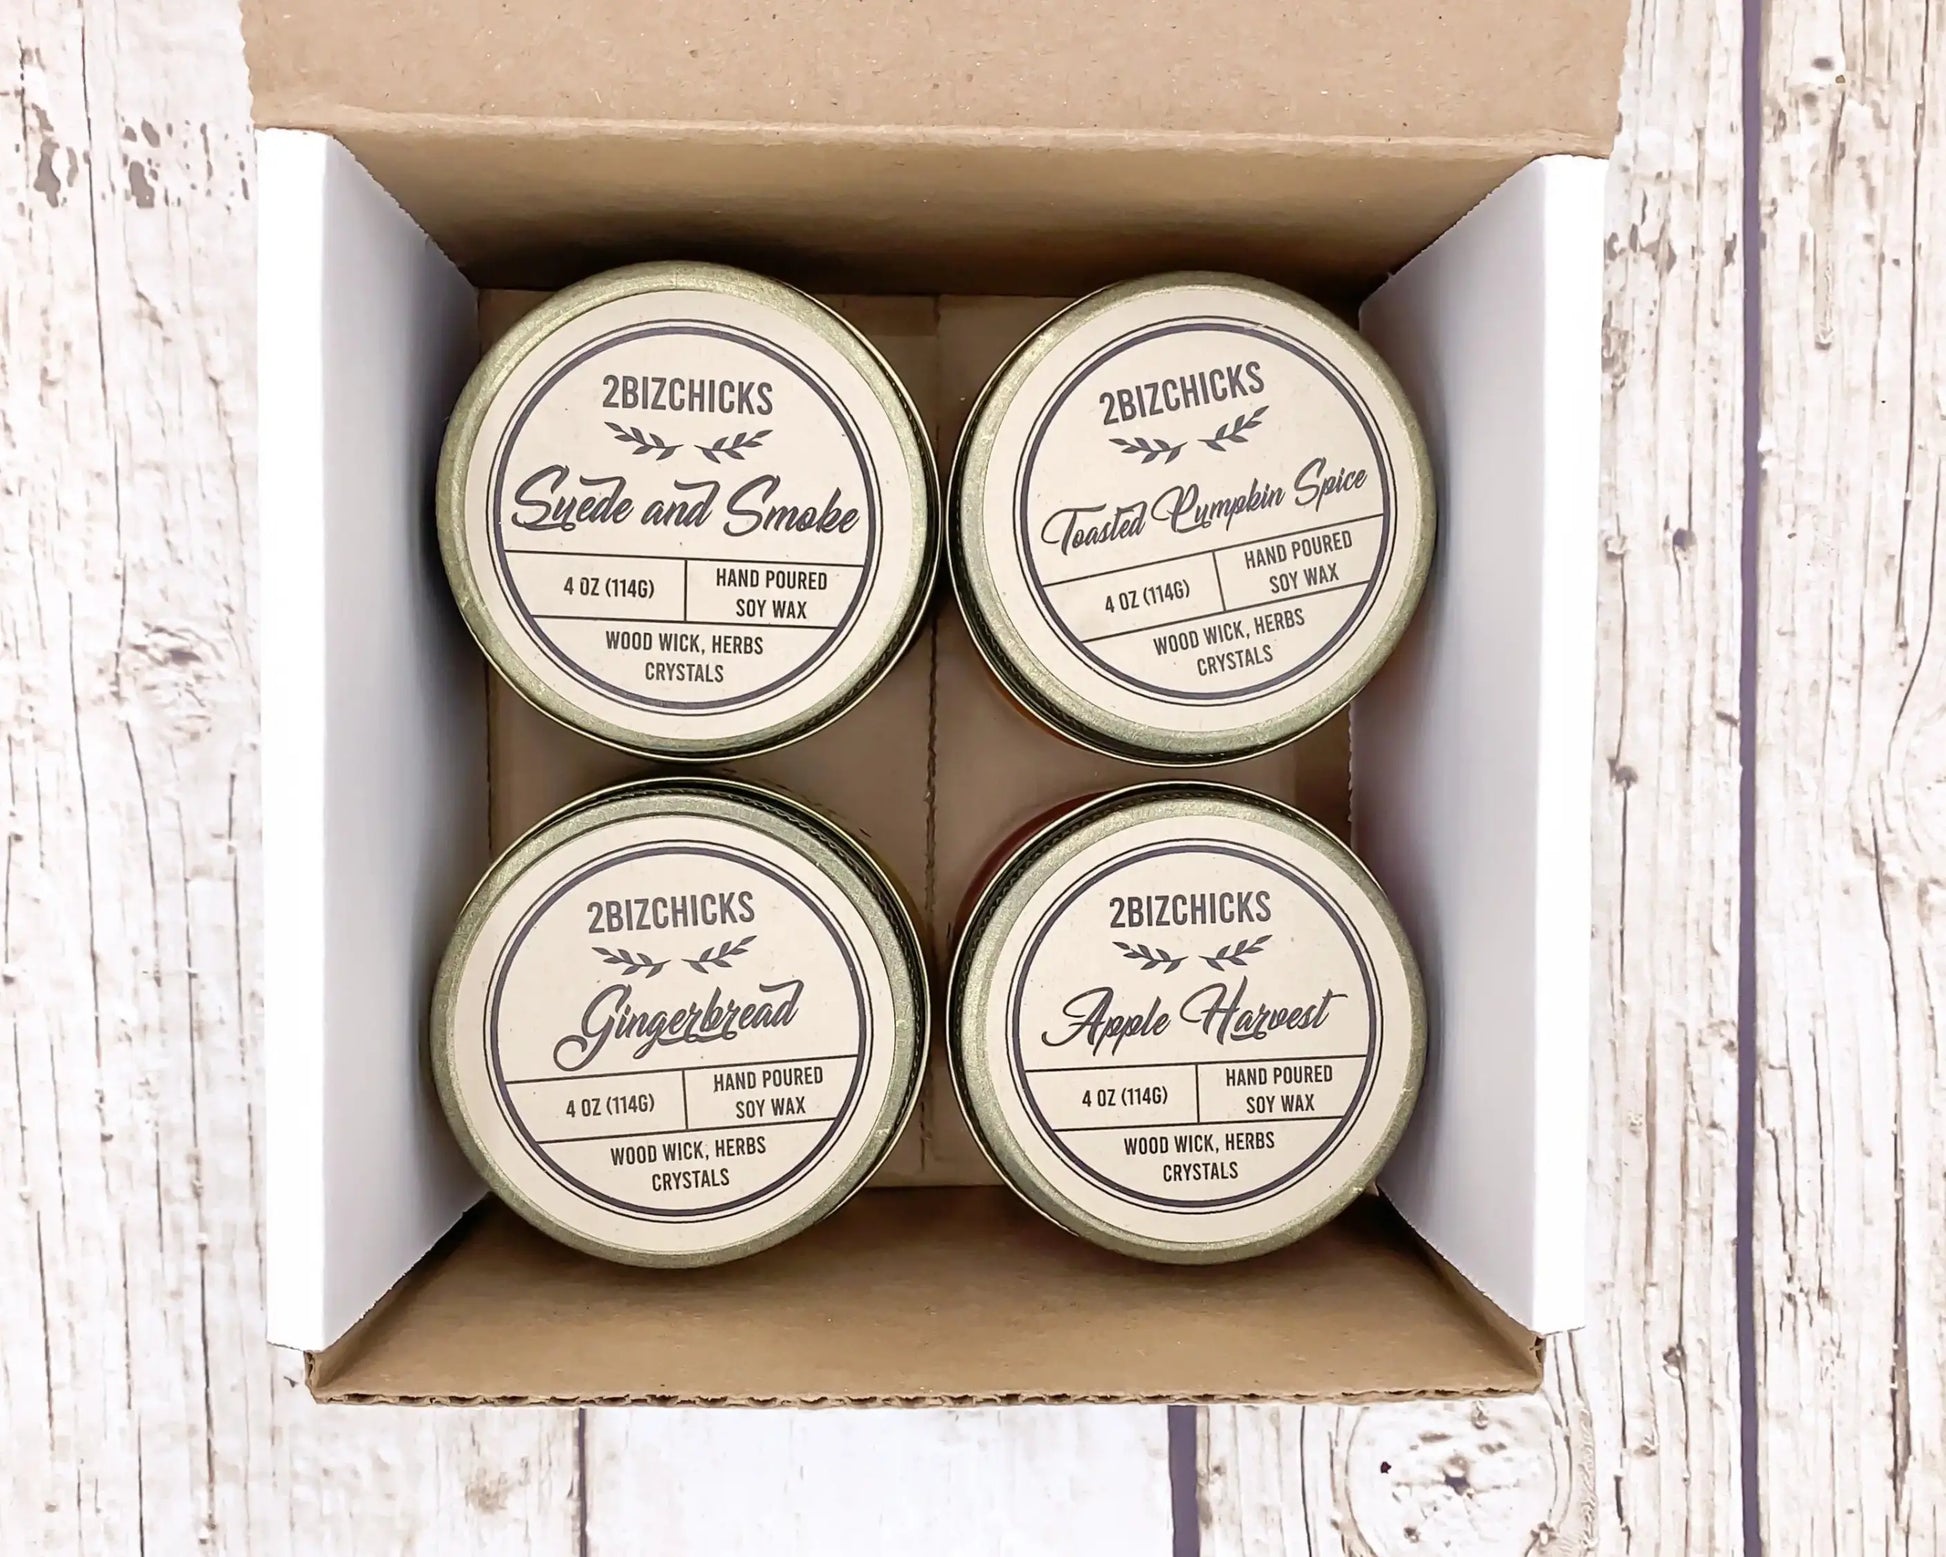 2BIZCHICKS
Suede and Smoke
4 OZ (114G)
HAND POURED
SOY WAX
WOOD WICK, HERBS
CRYSTALS
2BIZCHICKS
Toasted Pumpkin Spice
4 OZ (114G)
HAND POURED
SOY WAX
WOOD WICK, HERBS
CRYSTALS
2BIZCHICKS
Gingerbread
4 OZ (114G)
HAND POURED
SOY WAX
WOOD WICK, HERBS
CRYSTALS
2BIZCHICKS
Apple Harvest
4 OZ (114G)
HAND POURED
SOY WAX
WOOD WICK, HERBS
CRYSTALS